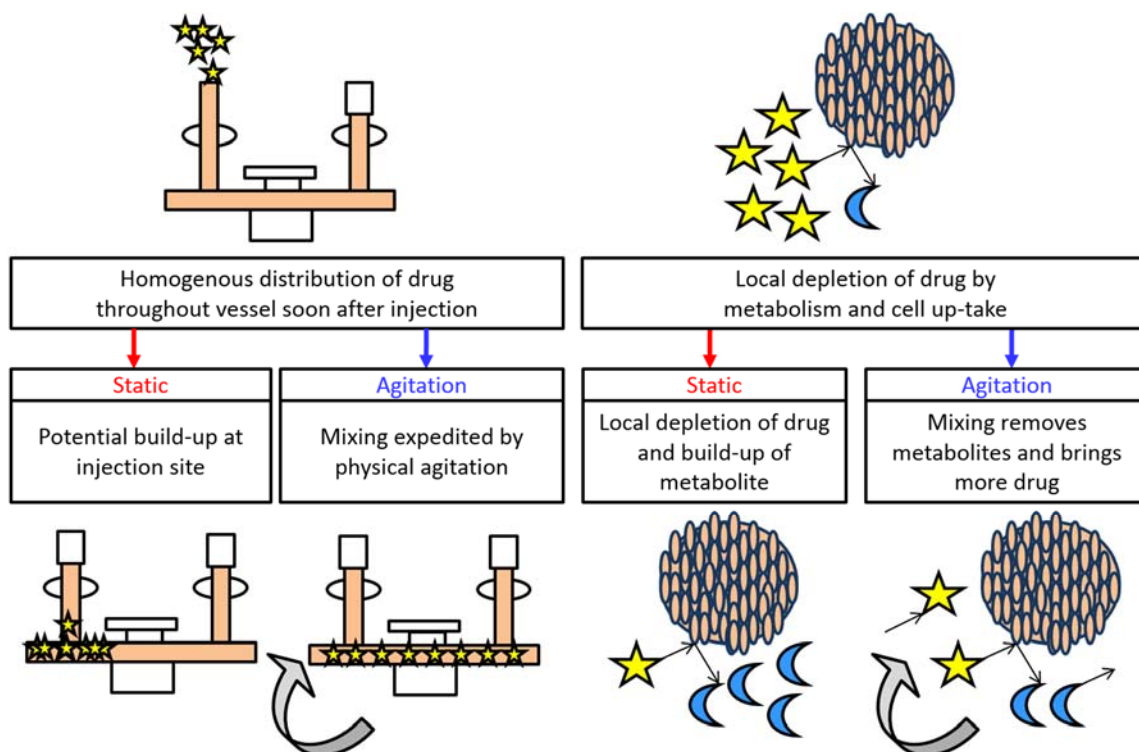 Homogenous distribution of drug
throughout vessel soon after injection
Local depletion of drug by
metabolism and cell up-take
Static
Potential build-up at
injection site
Agitation
Mixing expedited by
physical agitation
Static
Local depletion of drug
and build-up of
metabolite
Agitation
Mixing removes
metabolites and brings
more drug